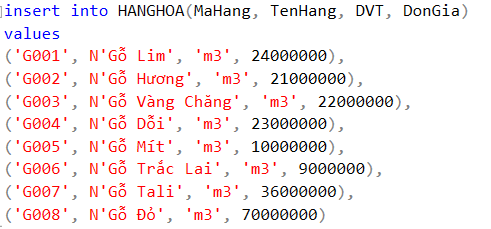 insert into HANGHOA(MaHang, TenHang, DVT, DonGia)
values
('G001', N'Gỗ Lim', 'm3', 24000000),
('G002', N'Gỗ Hương', 'm3', 21000000),
('G003', N'Gỗ Vàng Chăng', 'm3', 22000000),
('G004', N'Gỗ Dỗi', 'm3', 23000000),
('G005', N'Gỗ Mít', 'm3', 10000000),
('G006', N'Gỗ Trắc Lai', 'm3', 9000000),
('G007', N'Gỗ Tali', 'm3', 36000000),
('G008', N'Gỗ Đỏ', 'm3', 70000000)